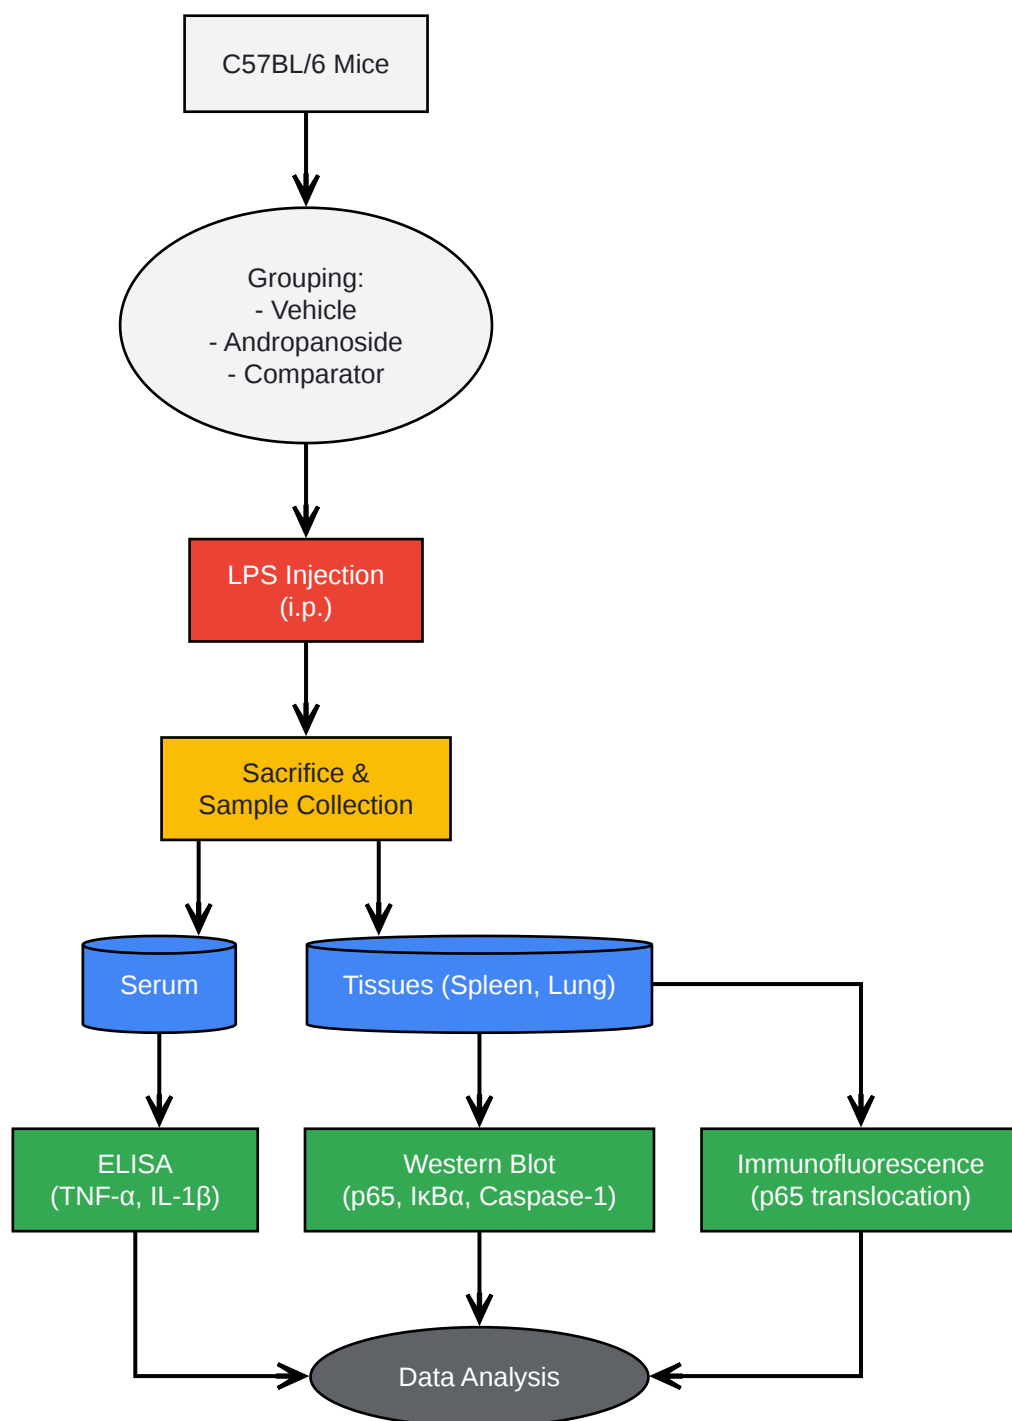 C57BL/6 Mice
Grouping:
- Vehicle
- Andropanoside
- Comparator
LPS Injection
(i.p.)
Sacrifice &
Sample Collection
Serum
Tissues (Spleen, Lung)
ELISA
(TNF-α, IL-1β)
Western Blot
(p65, IκBα, Caspase-1)
Immunofluorescence
(p65 translocation)
Data Analysis